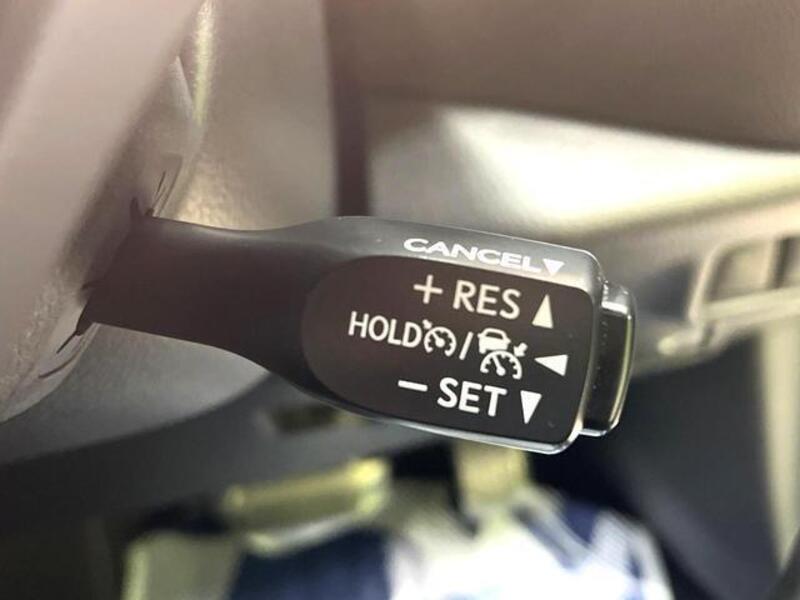 CANCEL▼
+ RES ▲
HOLD / ◀
− SET ▼